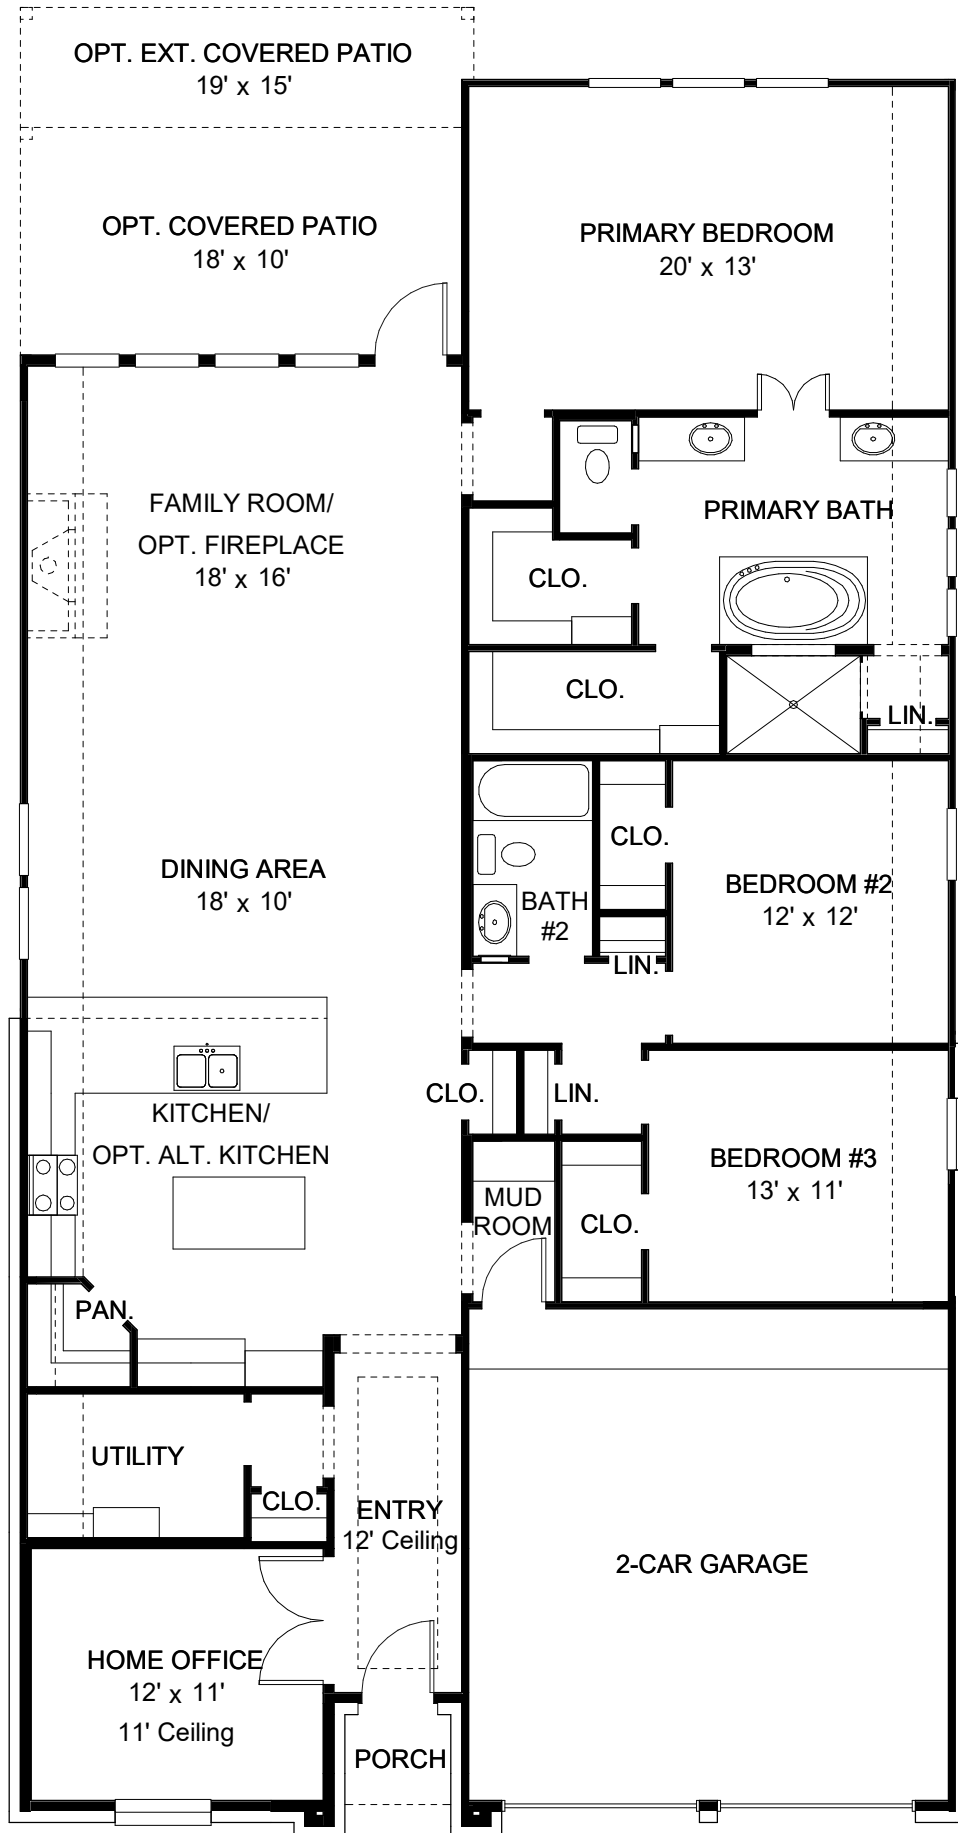 OPT. EXT. COVERED PATIO
19' x 15'
OPT. COVERED PATIO
18' x 10'
PRIMARY BEDROOM
20' x 13'
FAMILY ROOM/
OPT. FIREPLACE
18' x 16'
PRIMARY BATH
CLO.
CLO.
LIN.
DINING AREA
18' x 10'
CLO.
BATH
#2
LIN.
BEDROOM #2
12' x 12'
KITCHEN/
OPT. ALT. KITCHEN
CLO.
LIN.
MUD
ROOM
CLO.
BEDROOM #3
13' x 11'
PAN.
UTILITY
CLO.
ENTRY
12' Ceiling
2-CAR GARAGE
HOME OFFICE
12' x 11'
11' Ceiling
PORCH